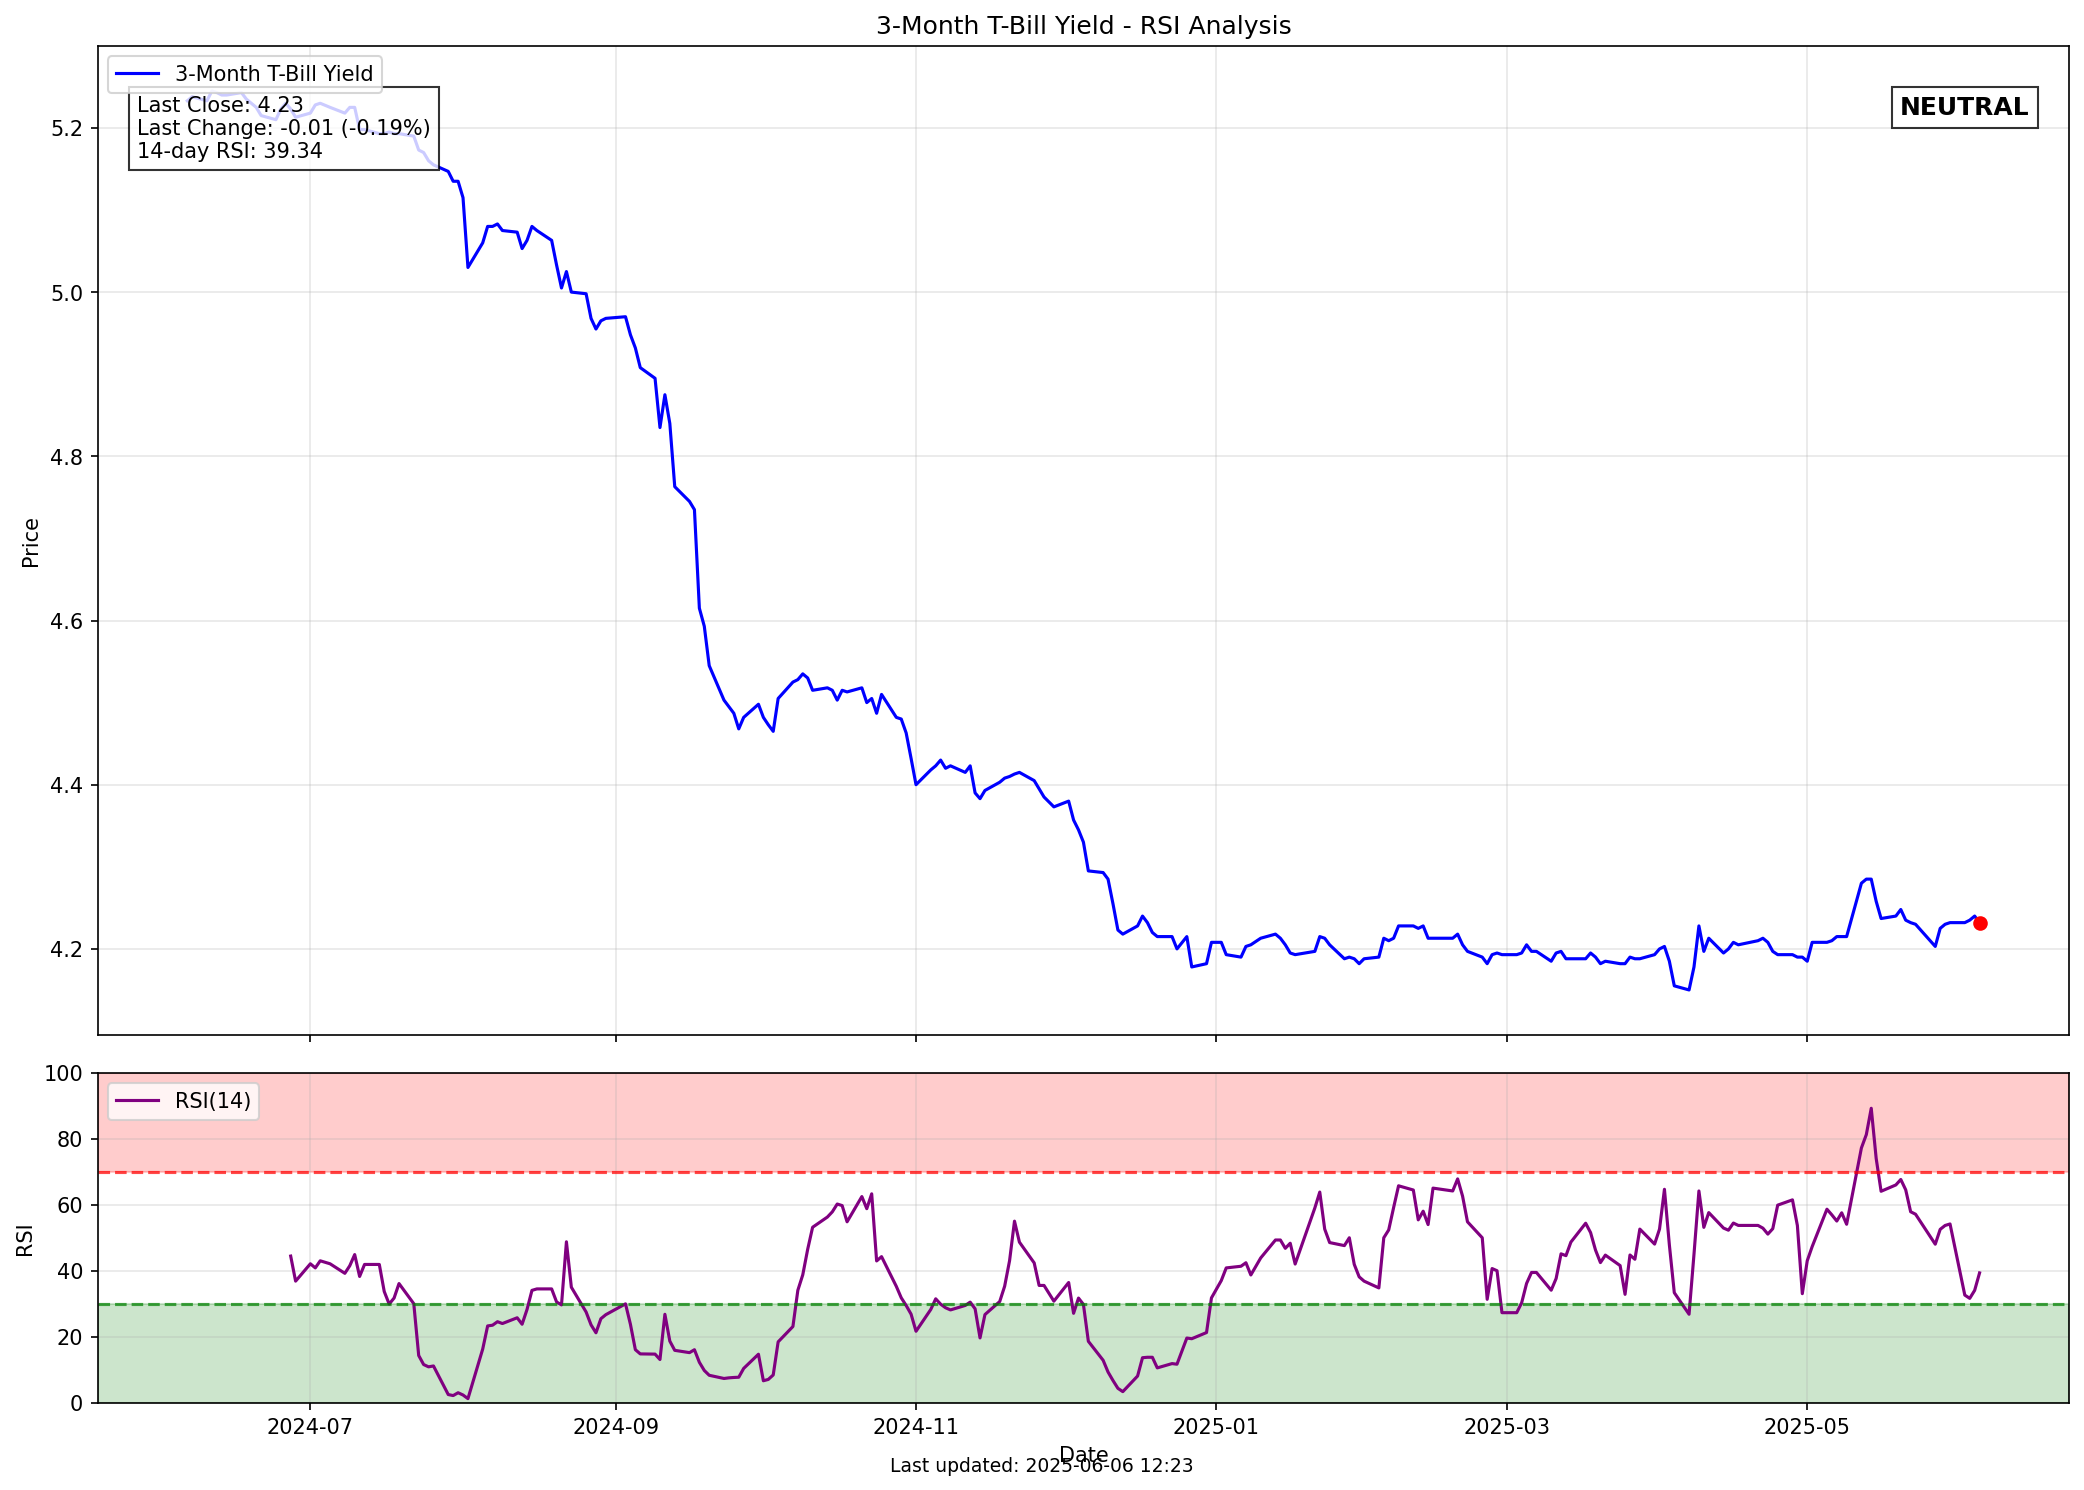 3-Month T-Bill Yield - RSI Analysis
3-Month T-Bill Yield
Last Close: 4.23
Last Change: -0.01 (-0.19%)
14-day RSI: 39.34
NEUTRAL
Price
5.2
5.0
4.8
4.6
4.4
4.2
RSI(14)
RSI
100
80
60
40
20
0
2024-07
2024-09
2024-11
2025-01
2025-03
2025-05
Date
Last updated: 2025-06-06 12:23